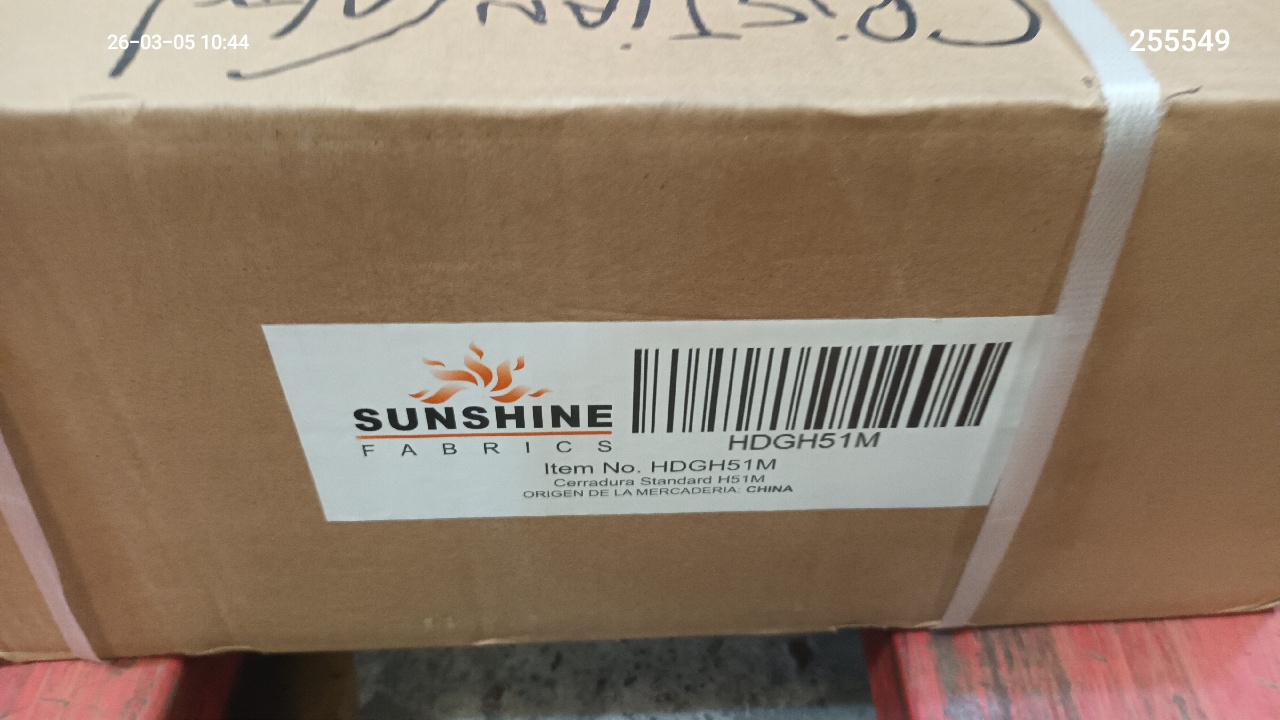 26-03-05 10:44
255549
CRISTIAN
SUNSHINE
FABRICS
HDGH51M
Item No. HDGH51M
Cerradura Standard H51M
ORIGEN DE LA MERCADERIA: CHINA